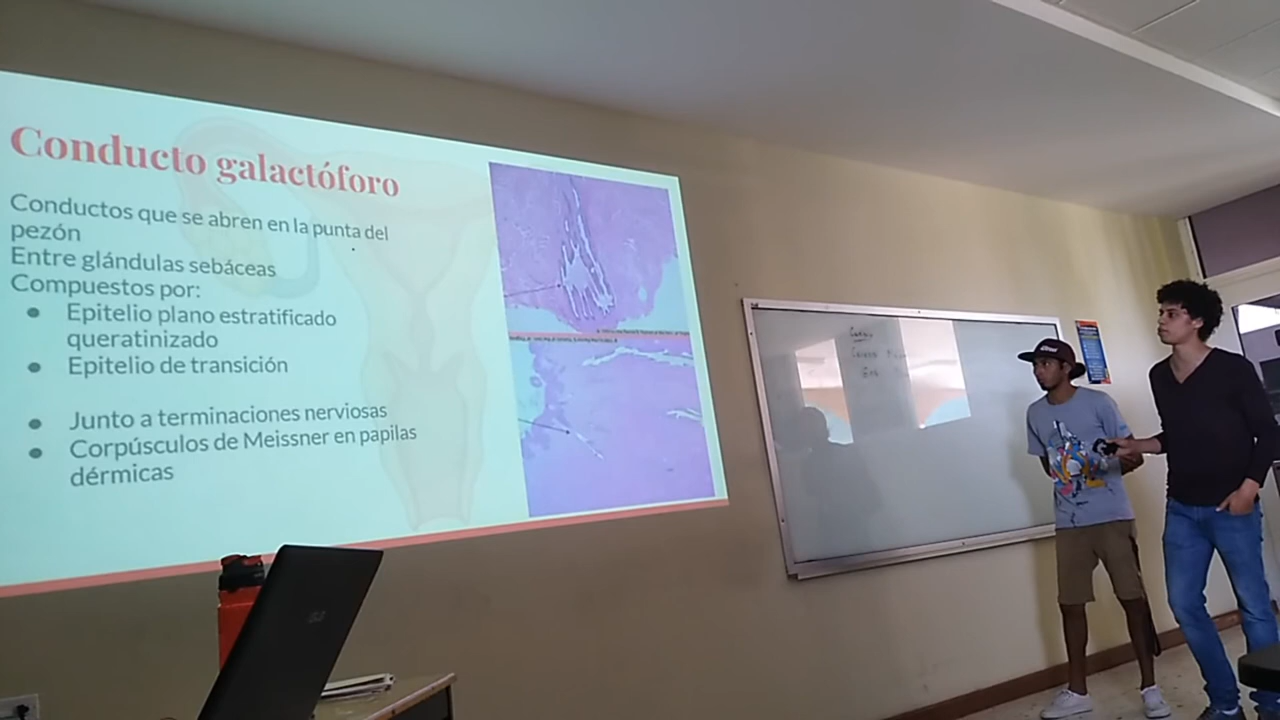 Conducto galactóforo
Conductos que se abren en la punta del
pezón
Entre glándulas sebáceas
Compuestos por:
● Epitelio plano estratificado
queratinizado
● Epitelio de transición
● Junto a terminaciones nerviosas
● Corpúsculos de Meissner en papilas
dérmicas